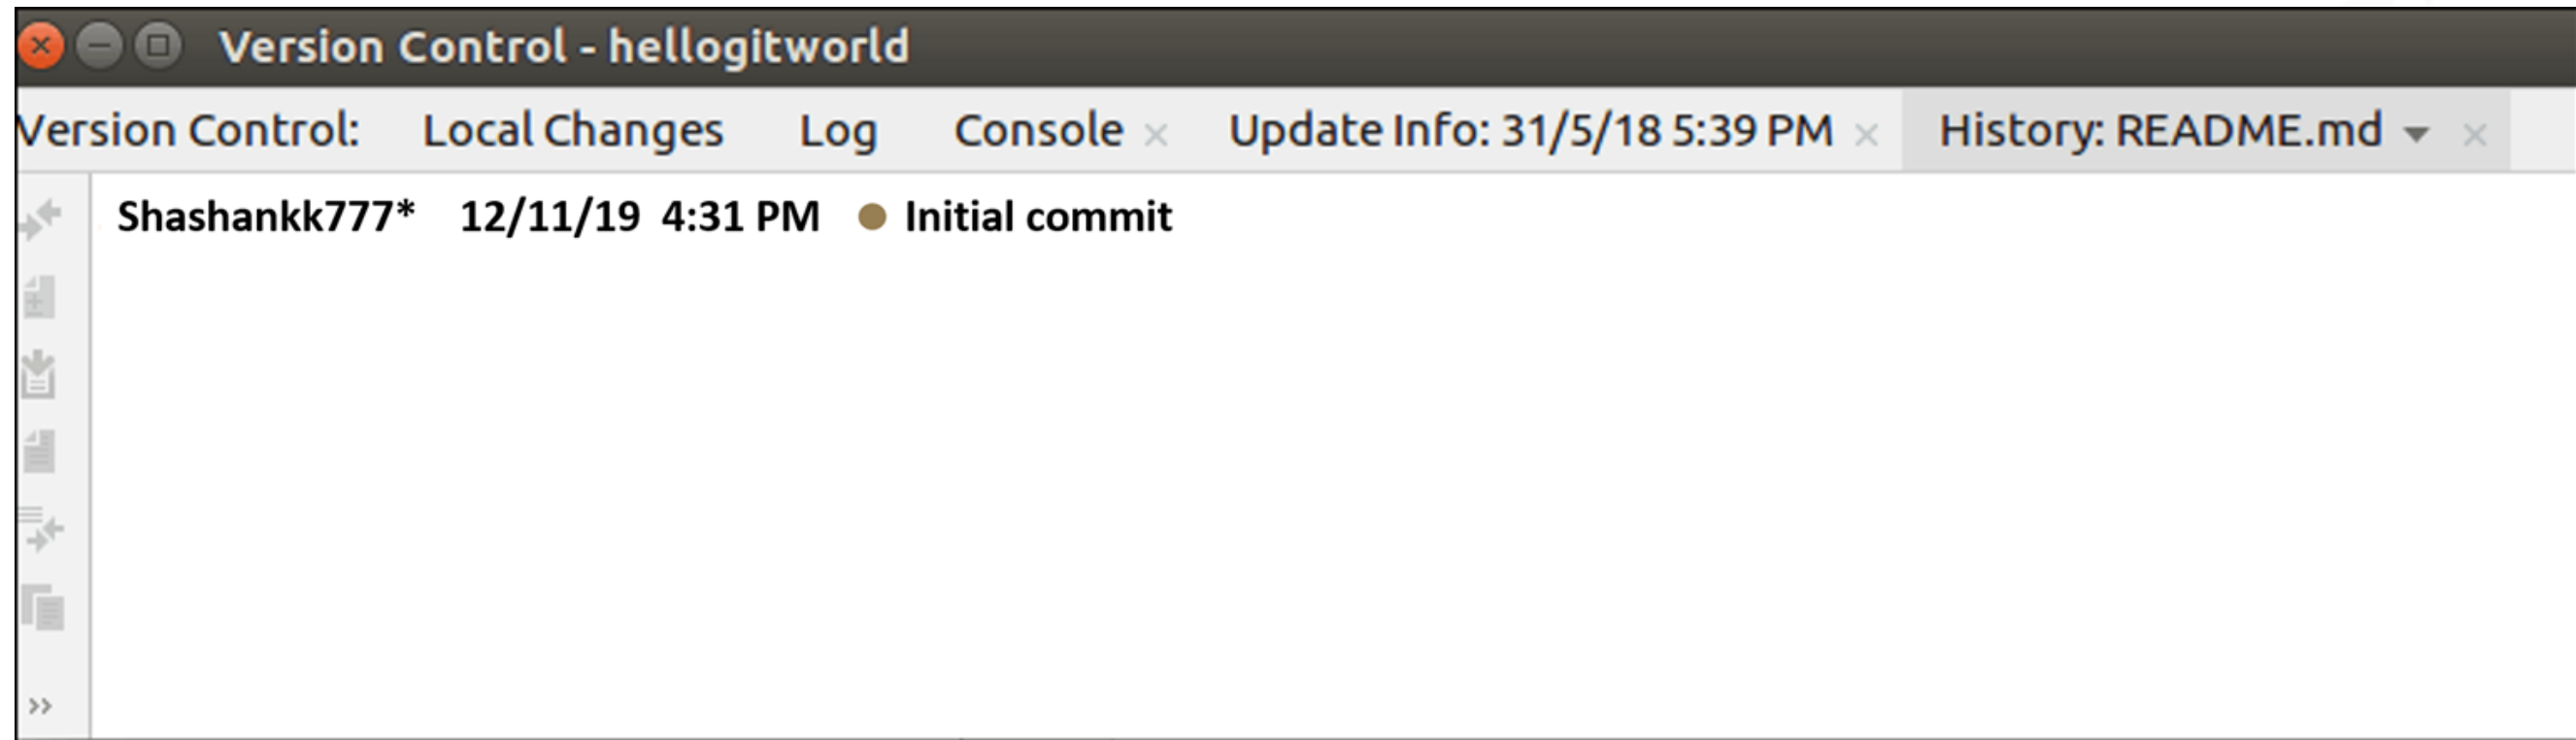 Version Control - hellogitworld
Version Control: Local Changes Log Console Update Info: 31/5/18 5:39 PM History: README.md
Shashankk777* 12/11/19 4:31 PM Initial commit